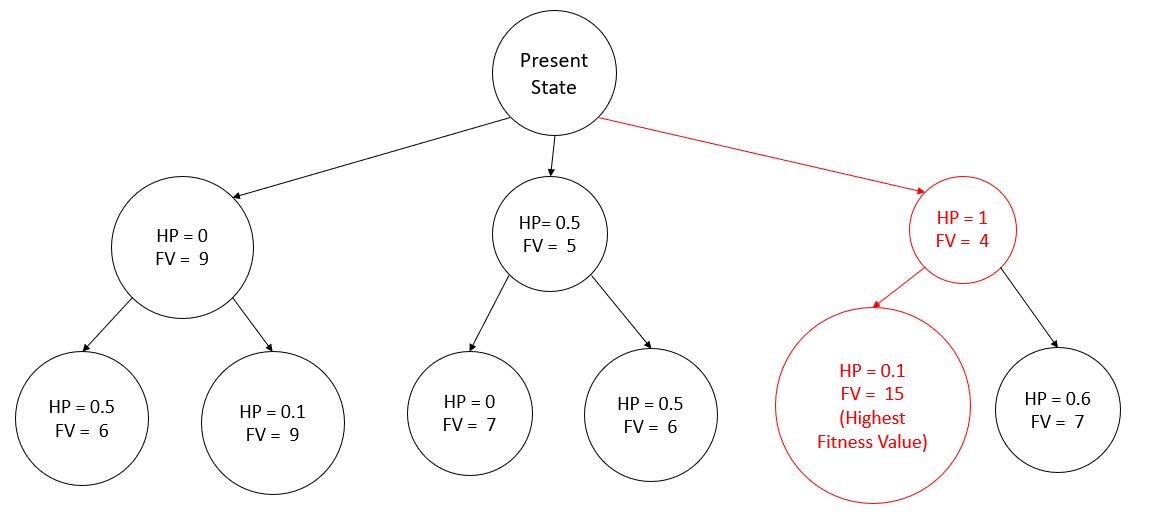 Present
State
HP = 0
FV = 9
HP= 0.5
FV = 5
HP = 1
FV = 4
HP = 0.5
FV = 6
HP = 0.1
FV = 9
HP = 0
FV = 7
HP = 0.5
FV = 6
HP = 0.1
FV = 15
(Highest
Fitness Value)
HP = 0.6
FV = 7